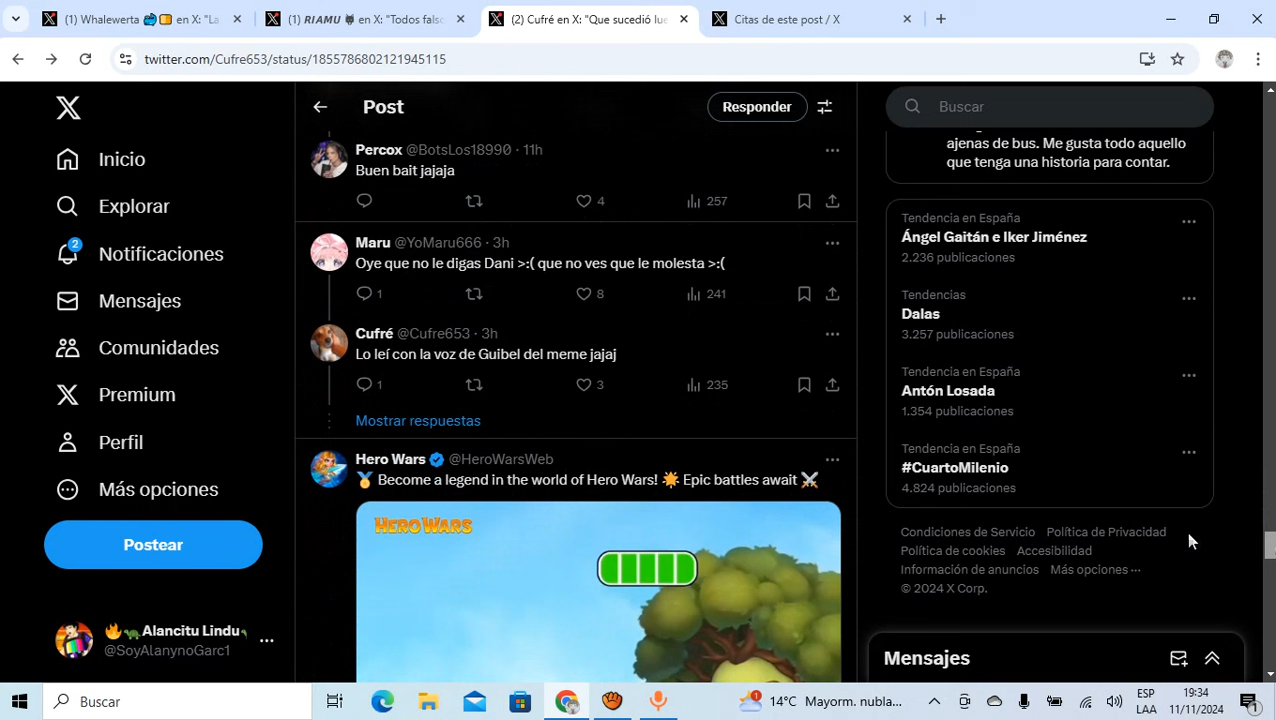 (1) Whalewerta en X: "La
(1) RIAMU en X: "Todos falso
(2) Cufré en X: "Que sucedió lue
Citas de este post / X
twitter.com/Cufre653/status/1855786802121945115
Inicio
Explorar
2
Notificaciones
Mensajes
Comunidades
Premium
Perfil
Más opciones
Postear
Alancitu Lindu
@SoyAlanynoGarc1
Post
Responder
Percox @BotsLos18990 · 11h
Buen bait jajaja
4 257
Maru @YoMaru666 · 3h
Oye que no le digas Dani >:( que no ves que le molesta >:(
1 8 241
Cufré @Cufre653 · 3h
Lo leí con la voz de Guibel del meme jajaj
1 3 235
Mostrar respuestas
Hero Wars @HeroWarsWeb
🏅 Become a legend in the world of Hero Wars! 🌟 Epic battles await ⚔️
HERO WARS
Buscar
ajenas de bus. Me gusta todo aquello
que tenga una historia para contar.
Tendencia en España
Ángel Gaitán e Iker Jiménez
2.236 publicaciones
Tendencias
Dalas
3.257 publicaciones
Tendencia en España
Antón Losada
1.354 publicaciones
Tendencia en España
#CuartoMilenio
4.824 publicaciones
Condiciones de Servicio Política de Privacidad
Política de cookies Accesibilidad
Información de anuncios Más opciones ···
© 2024 X Corp.
Mensajes
Buscar
1
14°C Mayorm. nubla...
ESP
LAA
19:34
11/11/2024
1